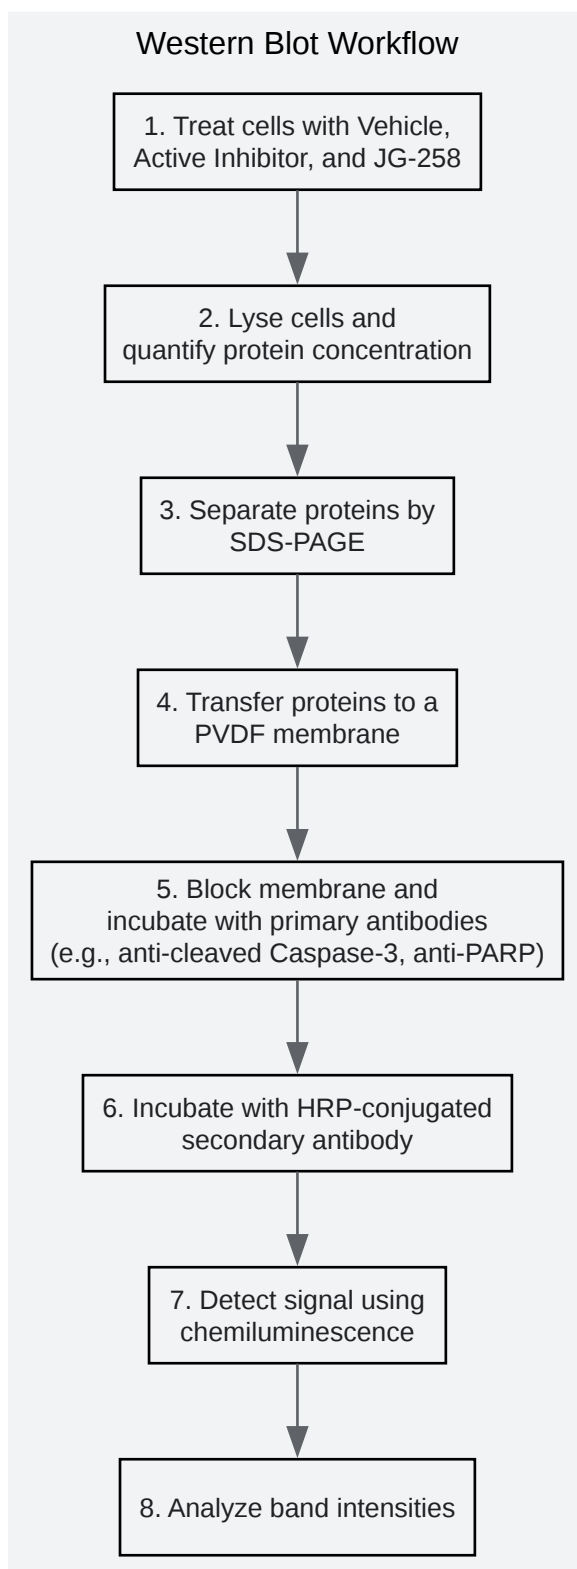 Western Blot Workflow
1. Treat cells with Vehicle,
Active Inhibitor, and JG-258
2. Lyse cells and
quantify protein concentration
3. Separate proteins by
SDS-PAGE
4. Transfer proteins to a
PVDF membrane
5. Block membrane and
incubate with primary antibodies
(e.g., anti-cleaved Caspase-3, anti-PARP)
6. Incubate with HRP-conjugated
secondary antibody
7. Detect signal using
chemiluminescence
8. Analyze band intensities